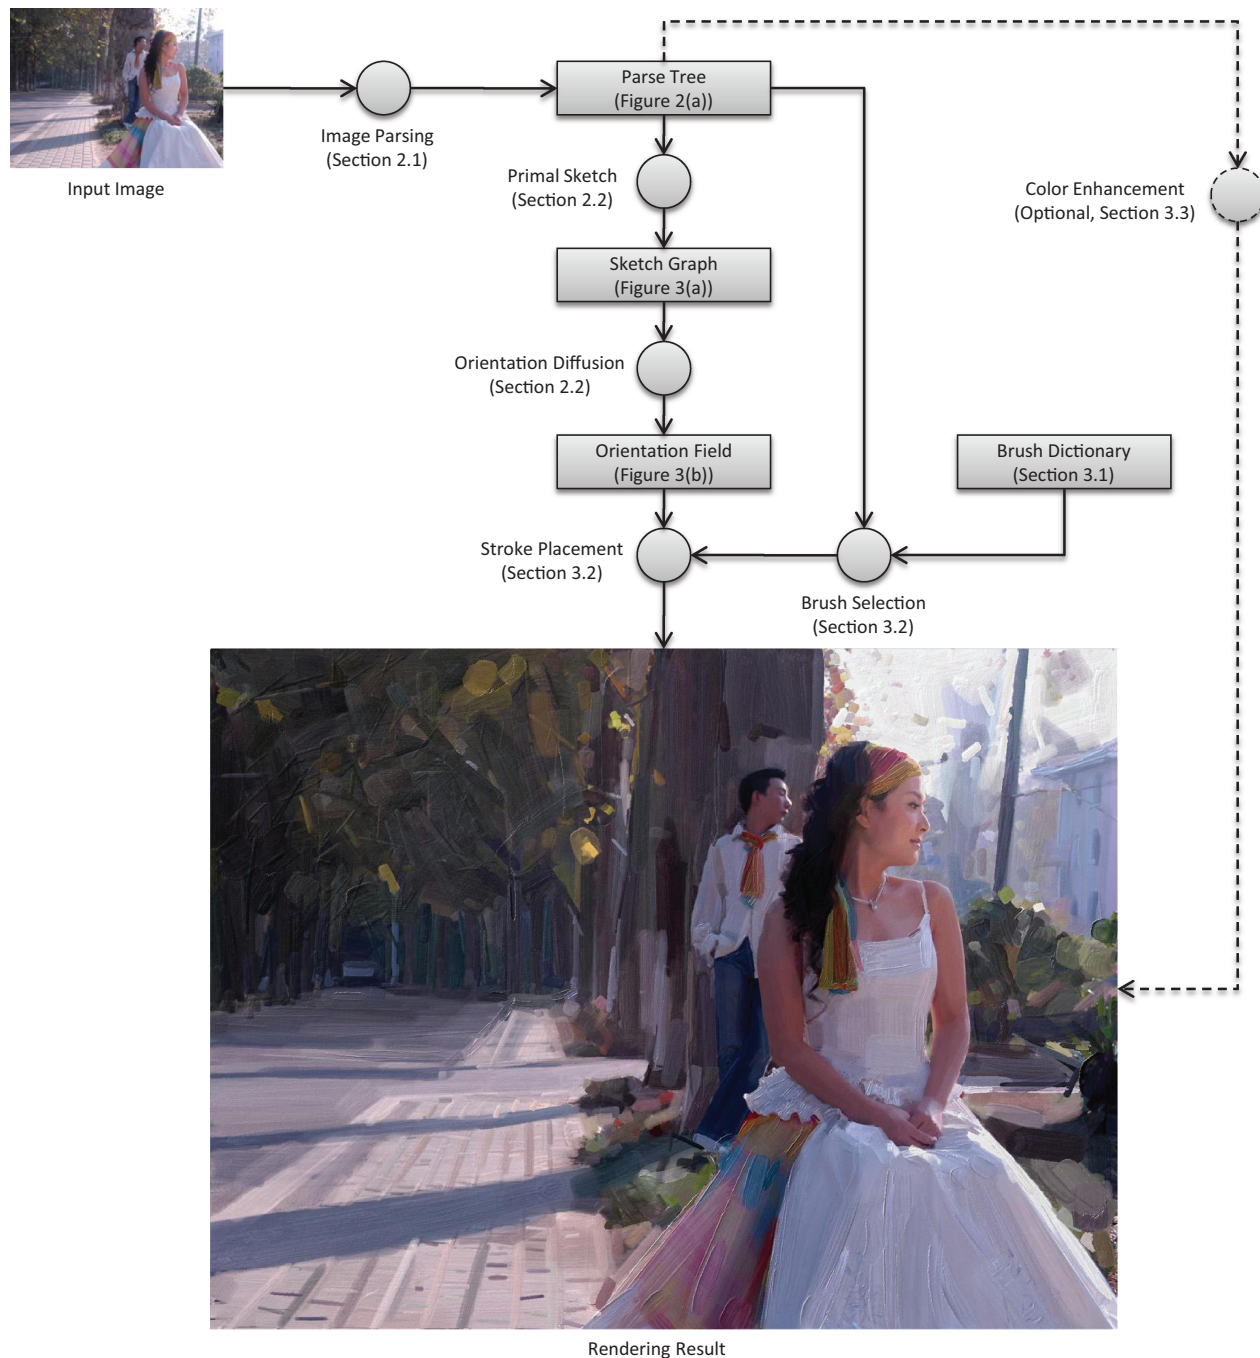 Parse Tree
(Figure 2(a))
Image Parsing
(Section 2.1)
Input Image
Primal Sketch
(Section 2.2)
Color Enhancement
(Optional, Section 3.3)
Sketch Graph
(Figure 3(a))
Orientation Diffusion
(Section 2.2)
Orientation Field
(Figure 3(b))
Brush Dictionary
(Section 3.1)
Stroke Placement
(Section 3.2)
Brush Selection
(Section 3.2)
Rendering Result